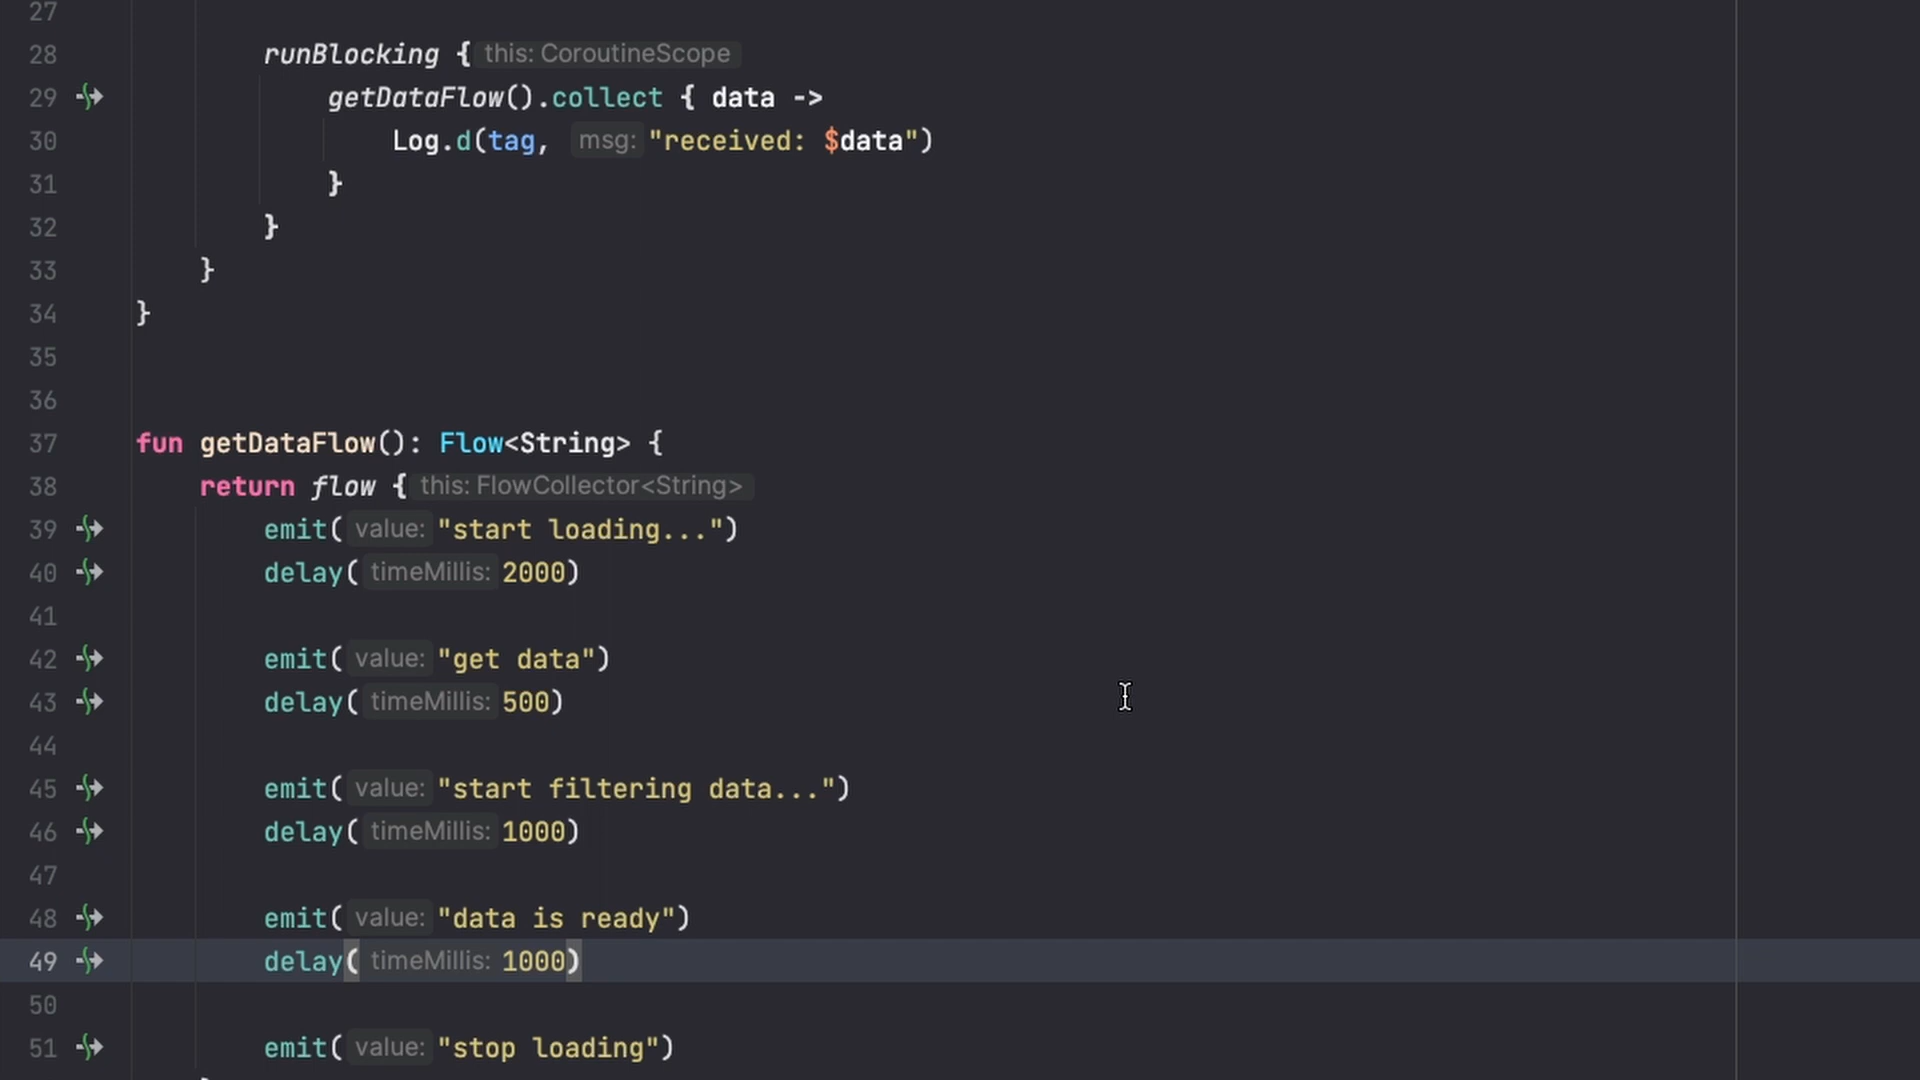 27
28 runBlocking { this: CoroutineScope
29 getDataFlow().collect { data ->
30 Log.d(tag, msg: "received: $data")
31 }
32 }
33 }
34 }
35
36
37 fun getDataFlow(): Flow<String> {
38 return flow { this: FlowCollector<String>
39 emit( value: "start loading...")
40 delay( timeMillis: 2000)
41
42 emit( value: "get data")
43 delay( timeMillis: 500)
44
45 emit( value: "start filtering data...")
46 delay( timeMillis: 1000)
47
48 emit( value: "data is ready")
49 delay( timeMillis: 1000)
50
51 emit( value: "stop loading")